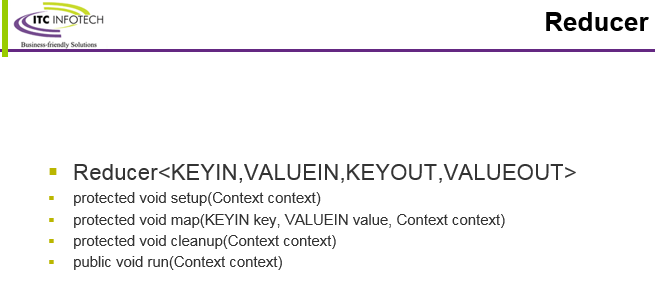 ITC INFOTECH
Business-friendly Solutions
Reducer
Reducer<KEYIN,VALUEIN,KEYOUT,VALUEOUT>
protected void setup(Context context)
protected void map(KEYIN key, VALUEIN value, Context context)
protected void cleanup(Context context)
public void run(Context context)